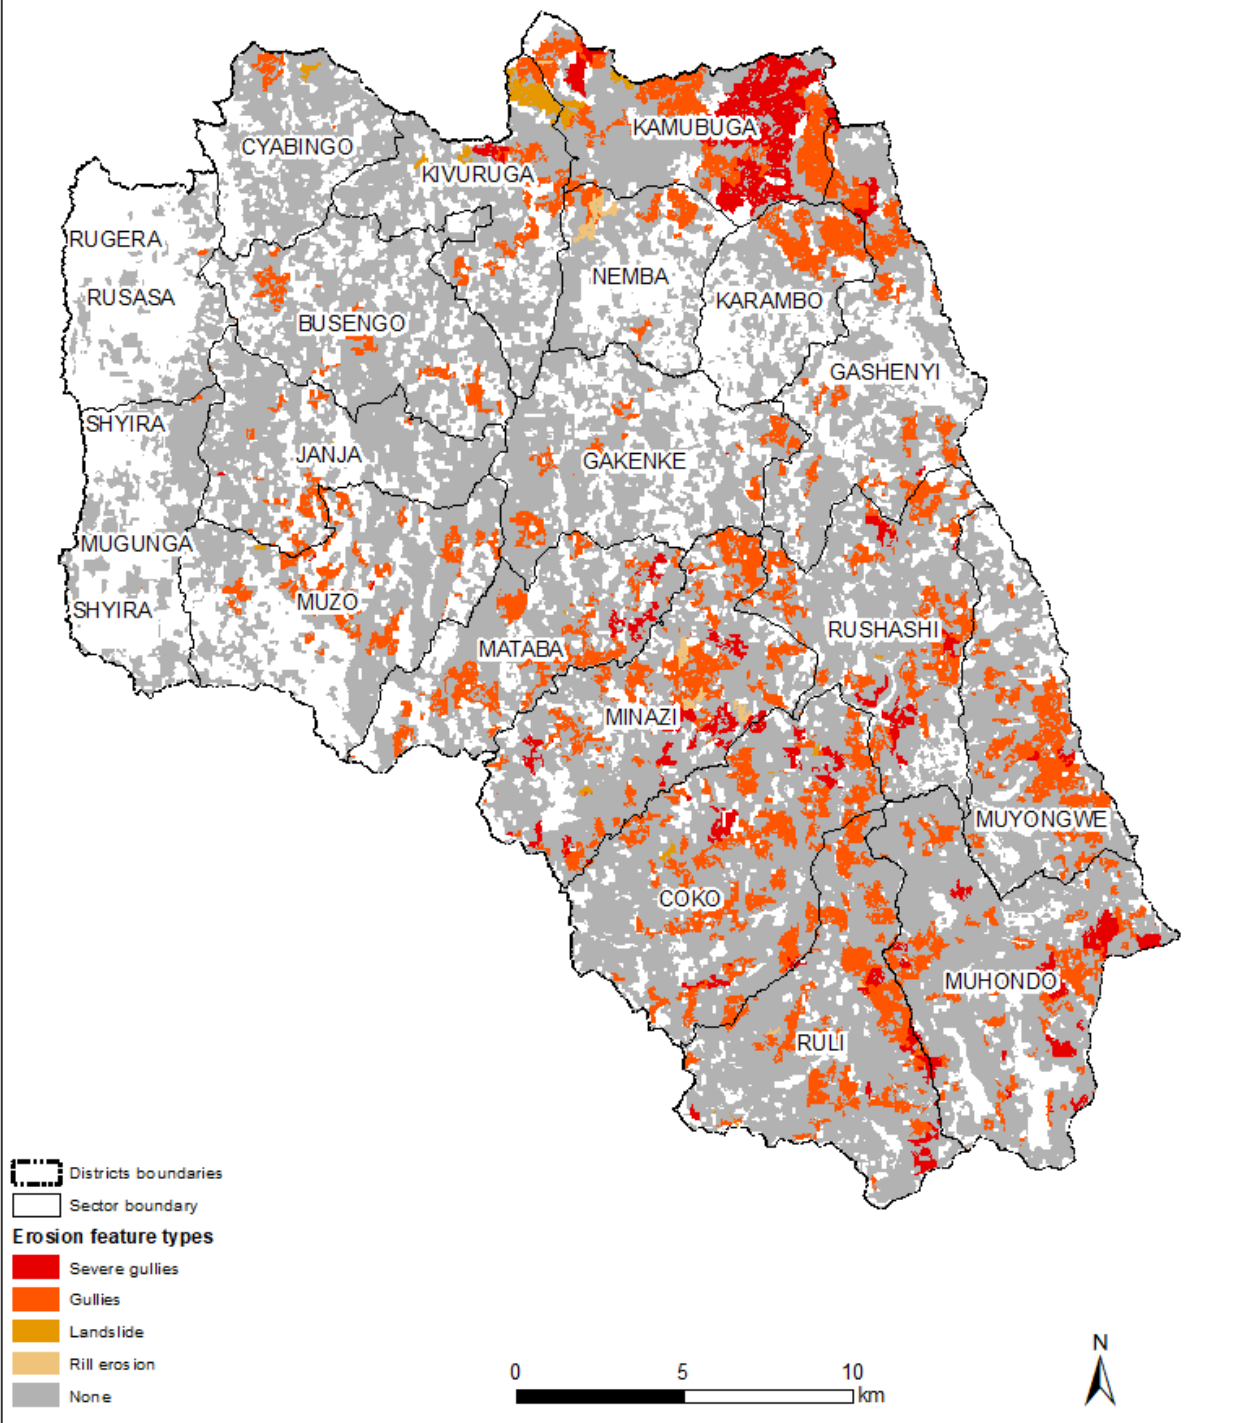 KAMUBUGA
CYABINGO
KIVURUGA
RUGERA
NEMBA
RUSASA
KARAMBO
BUSENGO
GASHENYI
SHYIRA
JANJA
GAKENKE
MUGUNGA
MUZO
SHYIRA
RUSHASHI
MATABA
MINAZI
MUYONGWE
COKO
MUHONDO
RULI
Districts boundaries
Sector boundary
Erosion feature types
Severe gullies
Gullies
Landslide
Rill erosion
None
0 5 10
km
N